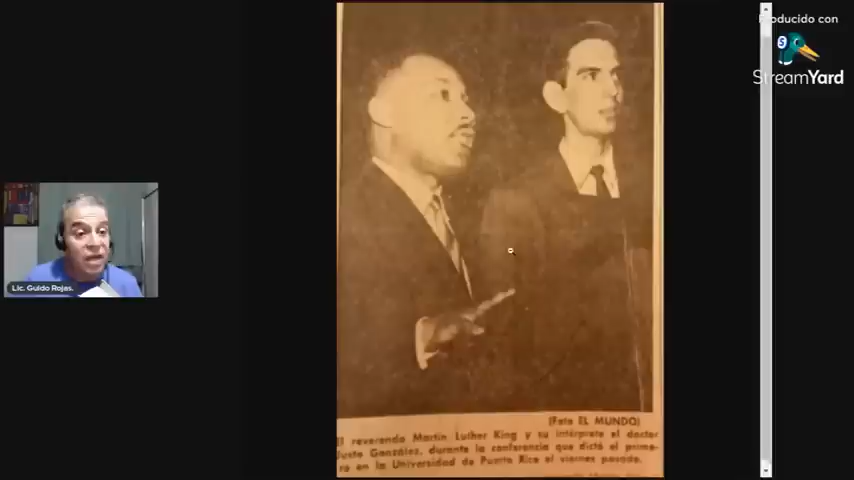 Producido con
StreamYard
Lic. Guido Rojas.
(Foto EL MUNDO)
El reverendo Martin Luther King y su intérprete el doctor
Justo González, durante la conferencia que dictó el prime-
ro en la Universidad de Puerto Rico el viernes pasado.